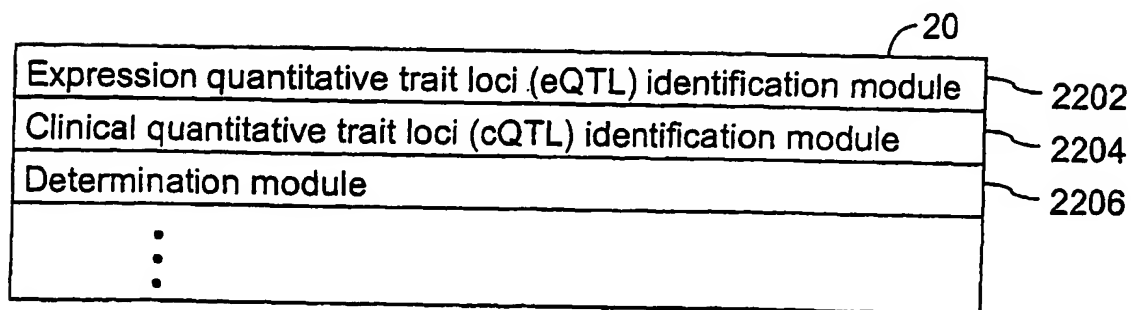 20
Expression quantitative trait loci (eQTL) identification module 2202
Clinical quantitative trait loci (cQTL) identification module 2204
Determination module 2206